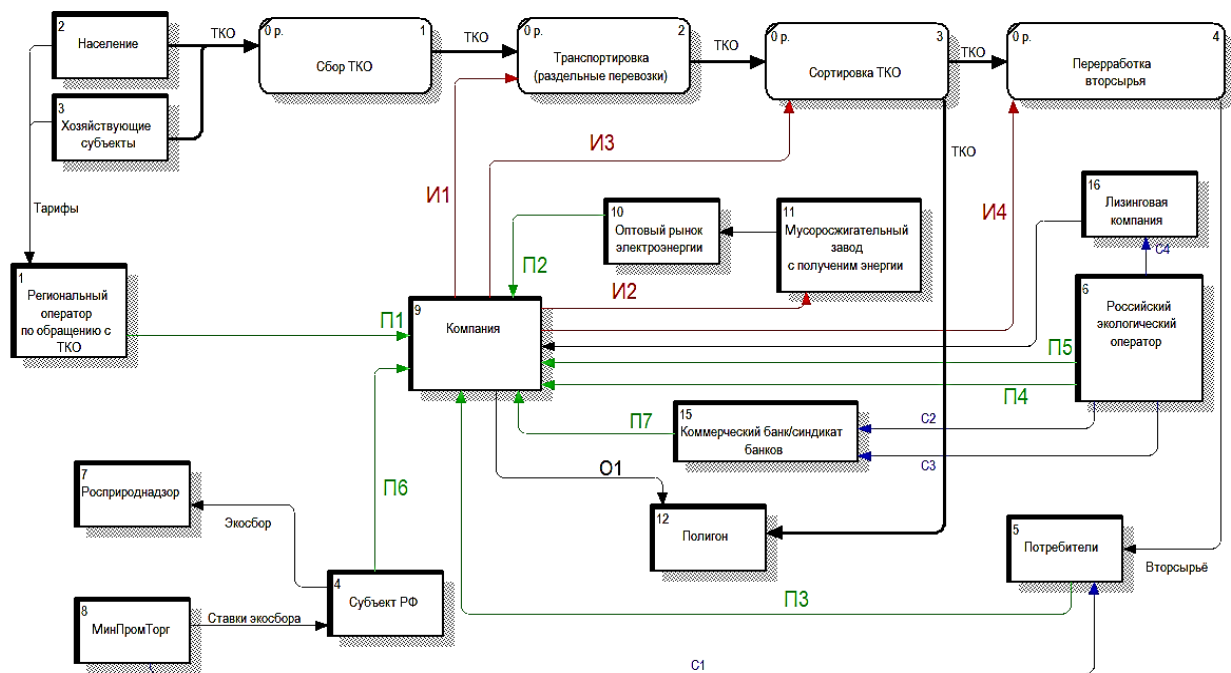 2
Население
ТКО
0 р.
1
Сбор ТКО
ТКО
0 р.
2
Транспортировка
(раздельные перевозки)
ТКО
0 р.
3
Сортировка ТКО
ТКО
0 р.
4
Перерработка
вторсырья
3
Хозяйствующие
субъекты
И3
ТКО
И1
И4
Тарифы
10
Оптовый рынок
электроэнергии
11
Мусоросжигательный
завод
с получением энергии
16
Лизинговая
компания
С4
П2
И2
1
Региональный
оператор
по обращению с
ТКО
П1
9
Компания
6
Российский
экологический
оператор
П5
П4
П7
15
Коммерческий банк/синдикат
банков
С2
С3
О1
П6
7
Росприроднадзор
Экосбор
12
Полигон
5
Потребители
Вторсырьё
4
Субъект РФ
П3
8
МинПромТорг
Ставки экосбора
С1